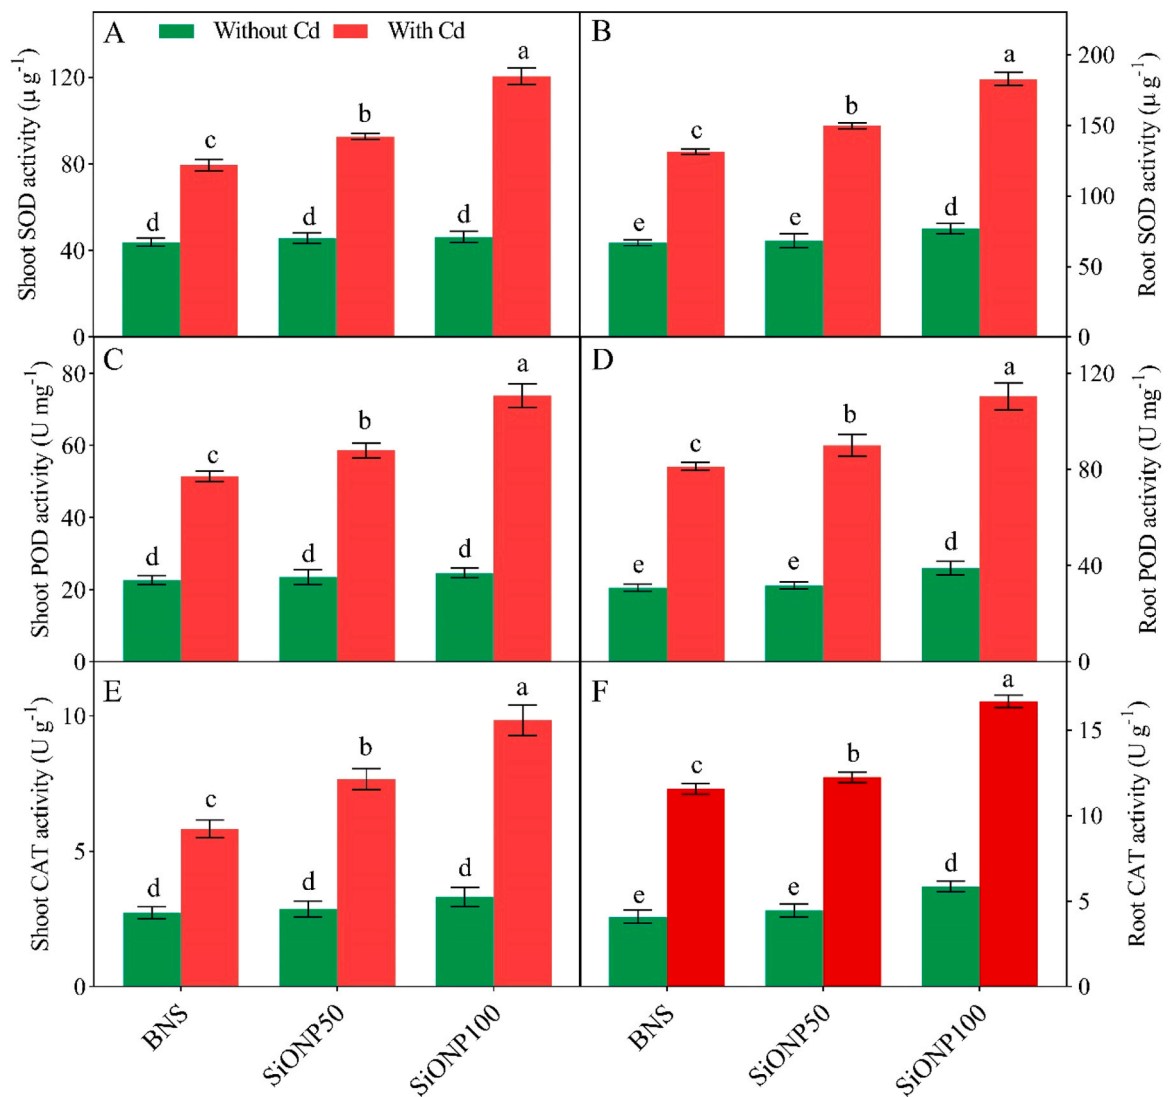 A
Without Cd
With Cd
B
Shoot SOD activity (µ g⁻¹)
120
80
40
0
c
b
a
d
d
d
c
b
a
e
e
d
200
150
100
50
0
Root SOD activity (µ g⁻¹)
C
Shoot POD activity (U mg⁻¹)
80
60
40
20
0
c
b
a
d
d
d
D
c
b
a
e
e
d
120
80
40
0
Root POD activity (U mg⁻¹)
E
Shoot CAT activity (U g⁻¹)
10
5
0
c
b
a
d
d
d
F
c
b
a
e
e
d
15
10
5
0
Root CAT activity (U g⁻¹)
BNS
SiONP50
SiONP100
BNS
SiONP50
SiONP100